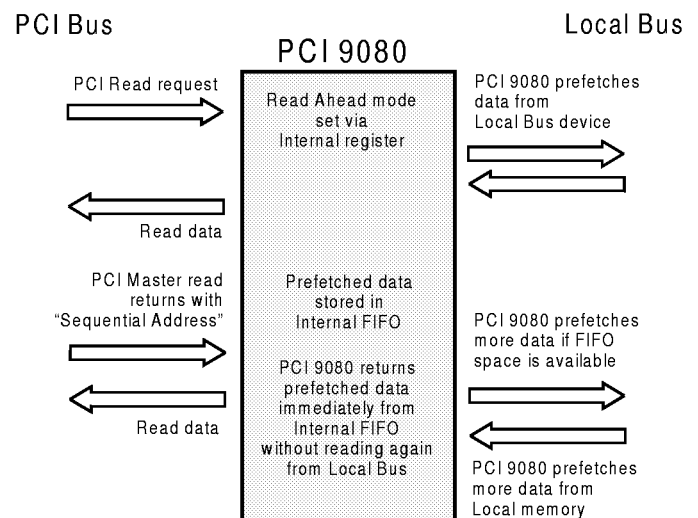 PCI Bus
Local Bus
PCI 9080
PCI Read request
Read Ahead mode
set via
Internal register
PCI 9080 prefetches
data from
Local Bus device
Read data
PCI Master read
returns with
“Sequential Address”
Prefetched data
stored in
Internal FIFO
PCI 9080 prefetches
more data if FIFO
space is available
PCI 9080 returns
prefetched data
immediately from
Internal FIFO
without reading again
from Local Bus
Read data
PCI 9080 prefetches
more data from
Local memory